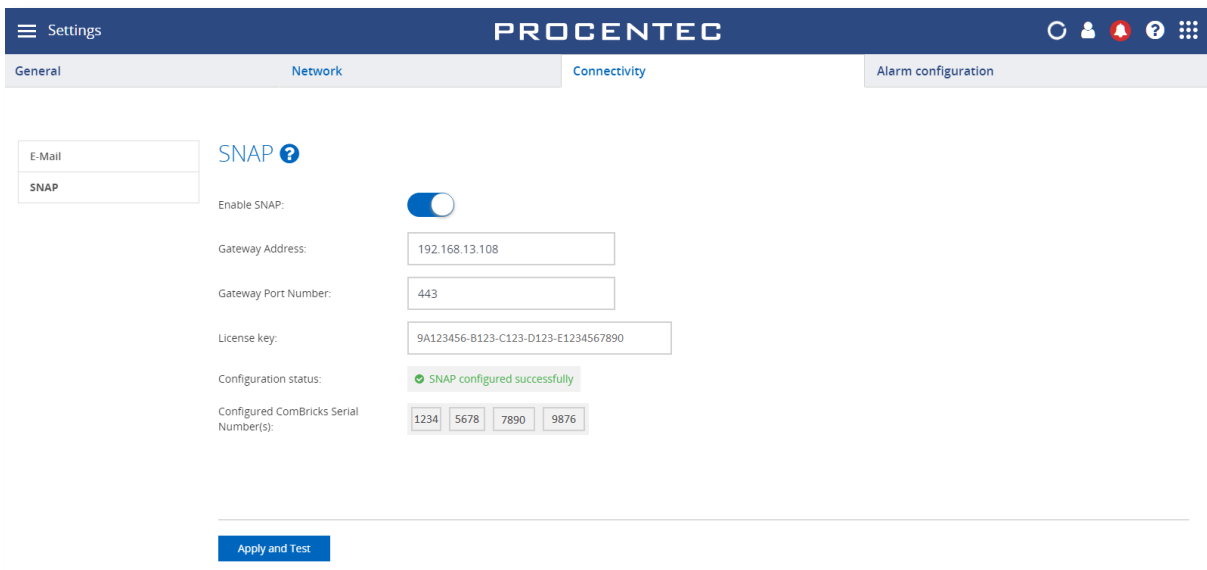 Settings
PROCENTEC
General Network Connectivity Alarm configuration
E-Mail
SNAP
SNAP
Enable SNAP:
Gateway Address: 192.168.13.108
Gateway Port Number: 443
License key: 9A123456-B123-C123-D123-E1234567890
Configuration status: SNAP configured successfully
Configured ComBricks Serial
Number(s):
1234 5678 7890 9876
Apply and Test